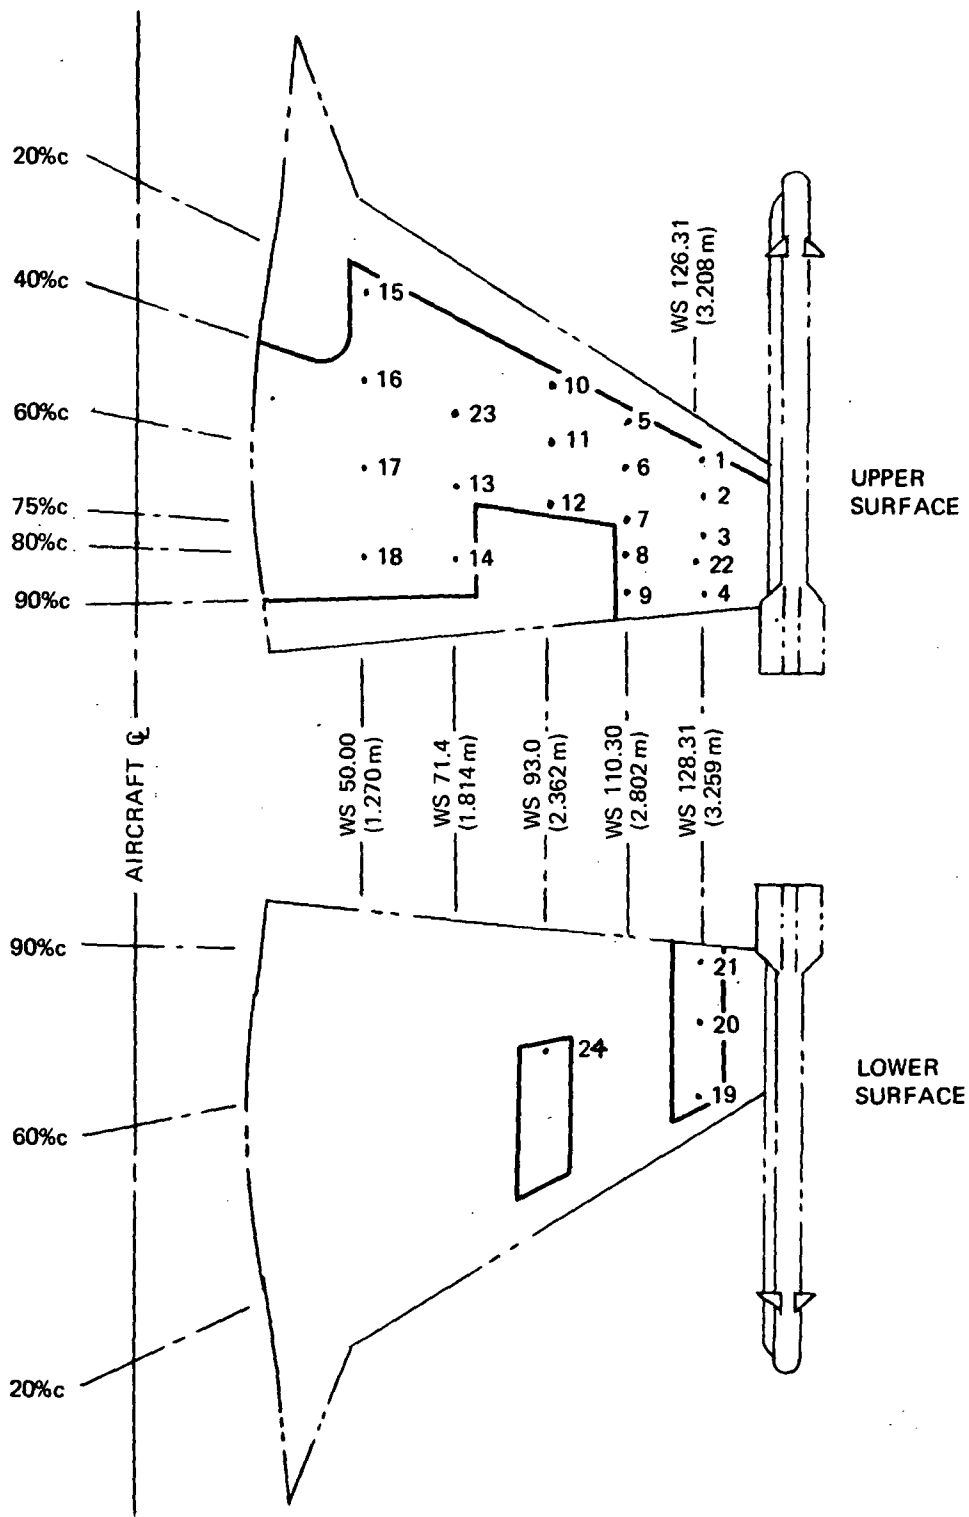 20%c
40%c
60%c
75%c
80%c
90%c
WS 126.31
(3.208 m)
15
16
10
23
5
11
1
17
6
13
2
12
7
3
18
14
8
22
9
4
UPPER
SURFACE
AIRCRAFT ℄
WS 50.00
(1.270 m)
WS 71.4
(1.814 m)
WS 93.0
(2.362 m)
WS 110.30
(2.802 m)
WS 128.31
(3.259 m)
90%c
60%c
20%c
21
20
24
19
LOWER
SURFACE